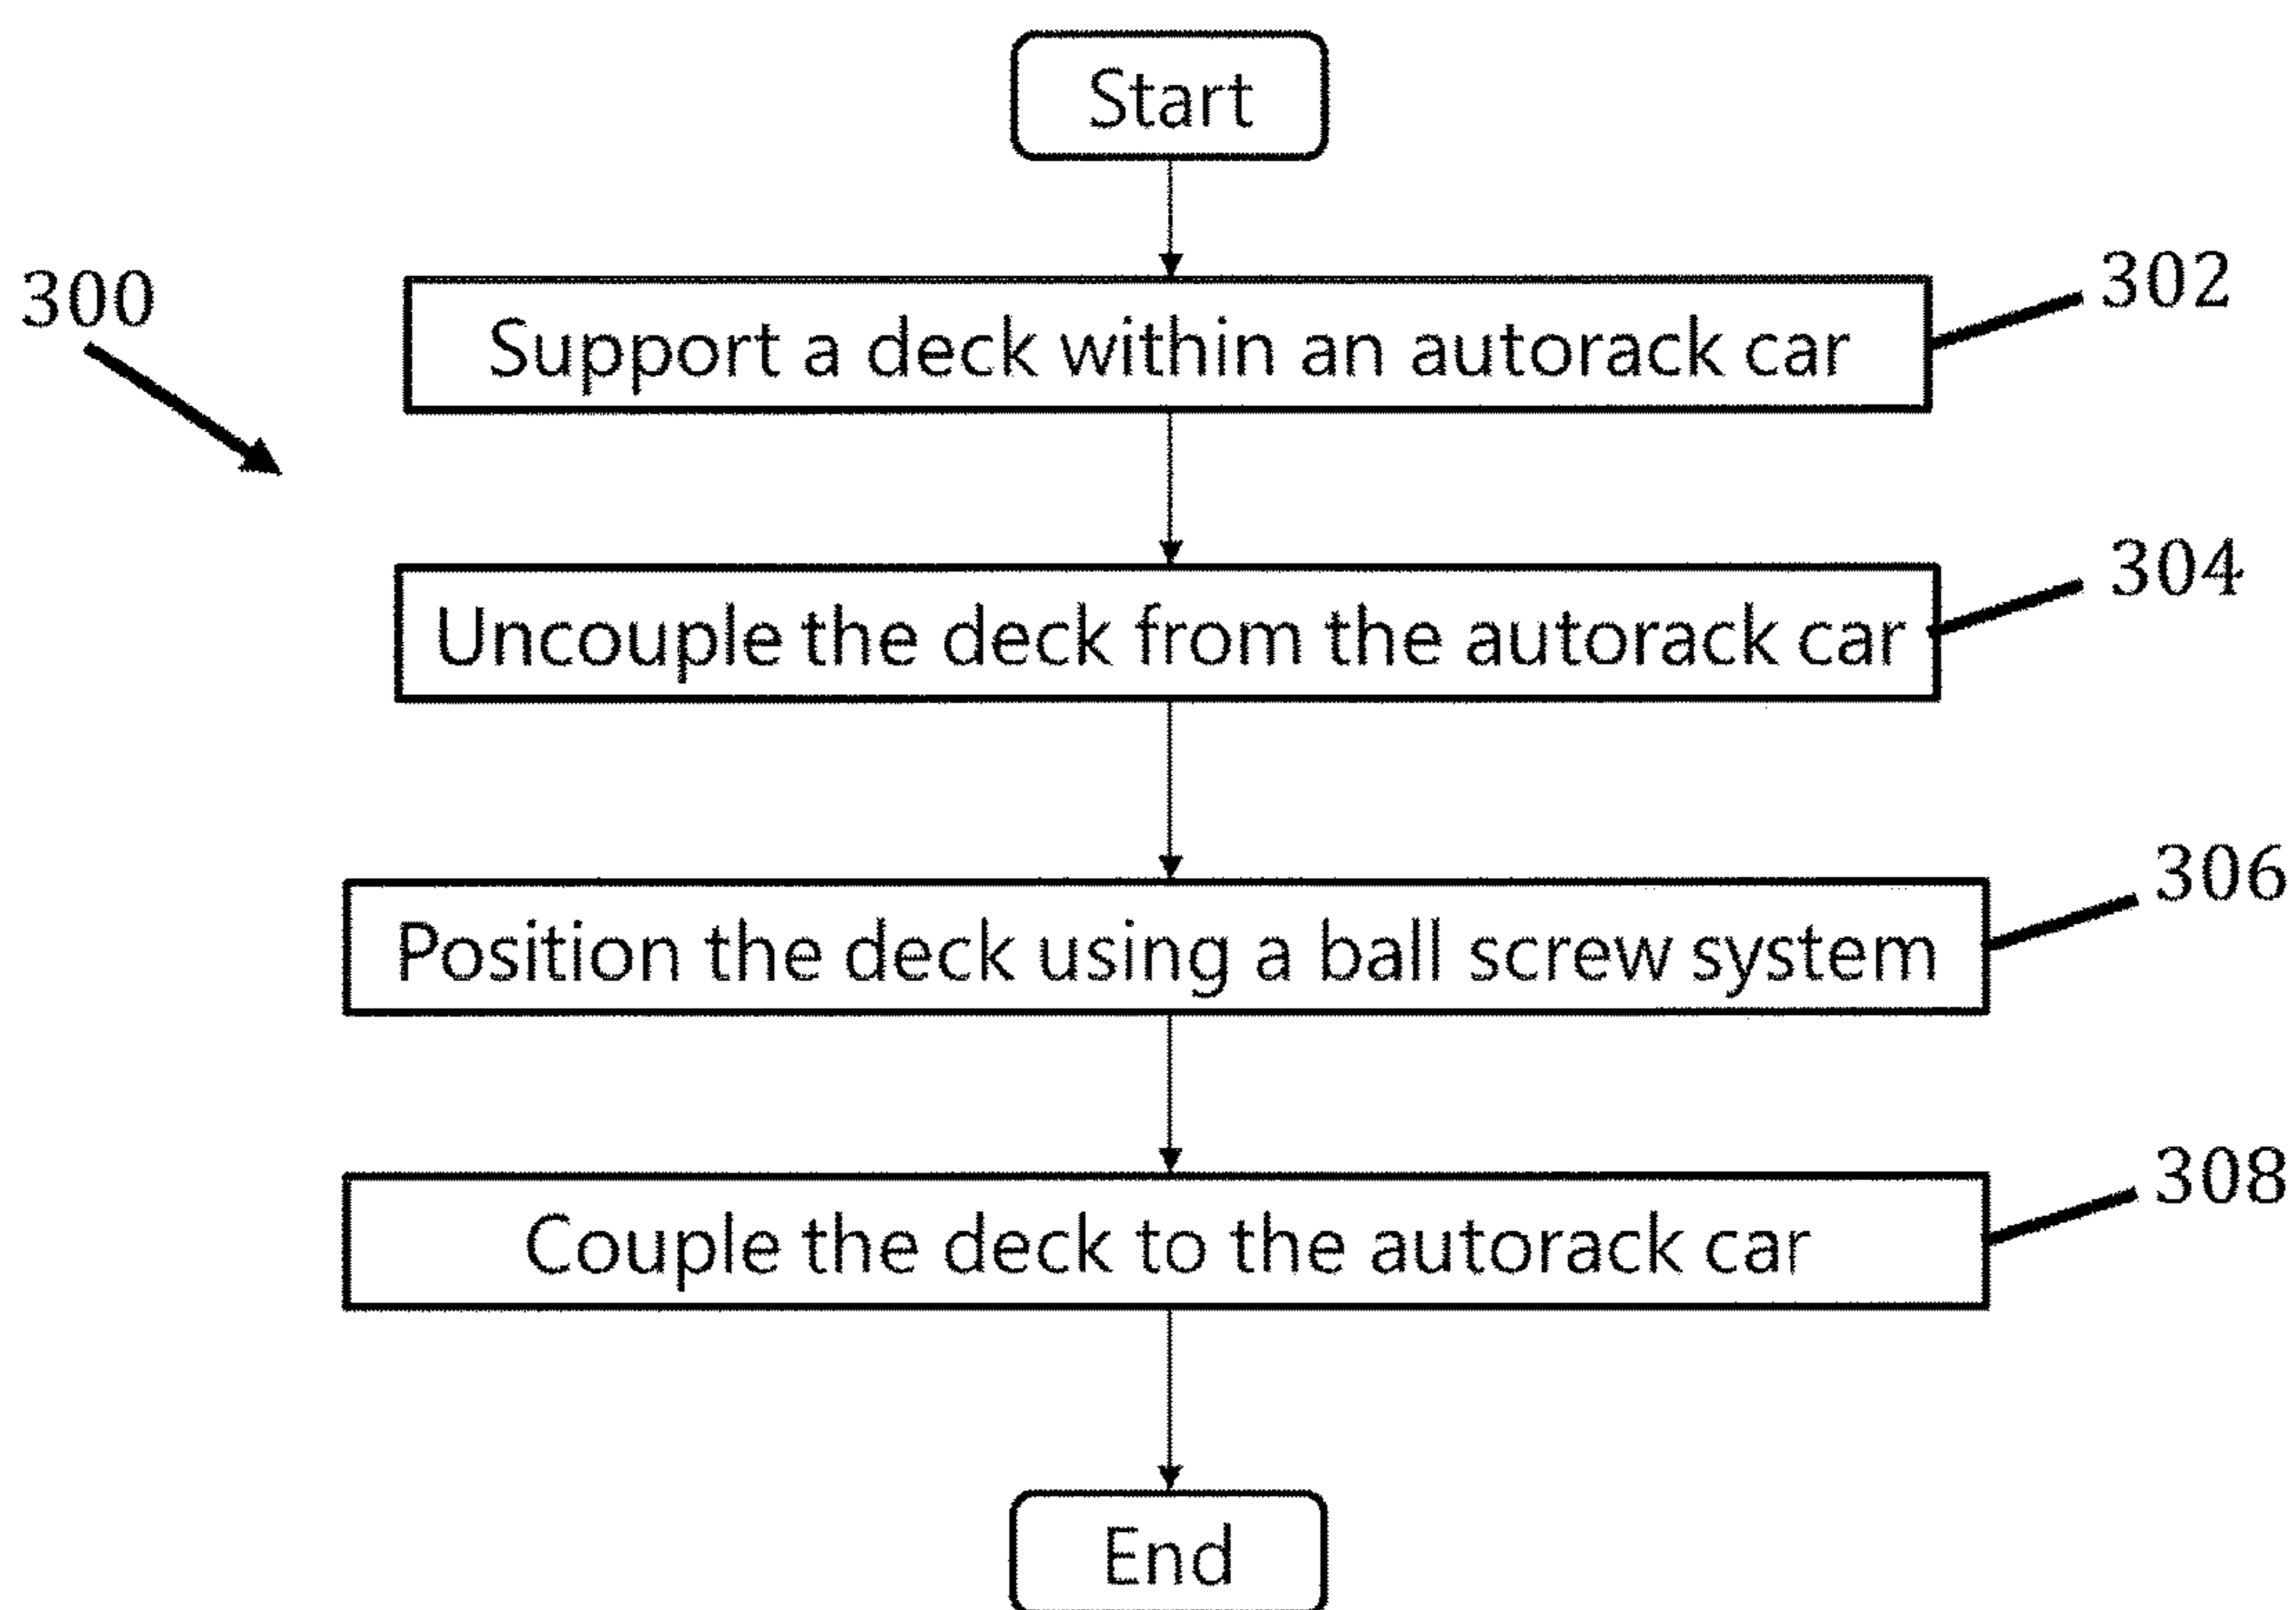 Start
300
302
Support a deck within an autorack car
304
Uncouple the deck from the autorack car
306
Position the deck using a ball screw system
308
Couple the deck to the autorack car
End